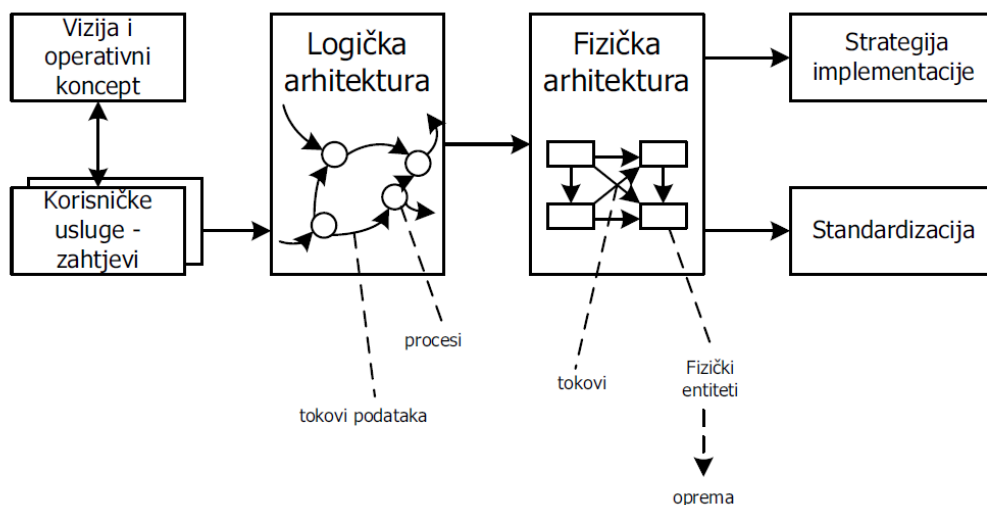 Vizija i
operativni
koncept
Korisničke
usluge -
zahtjevi
Logička
arhitektura
procesi
tokovi podataka
Fizička
arhitektura
tokovi
Fizički
entiteti
oprema
Strategija
implementacije
Standardizacija